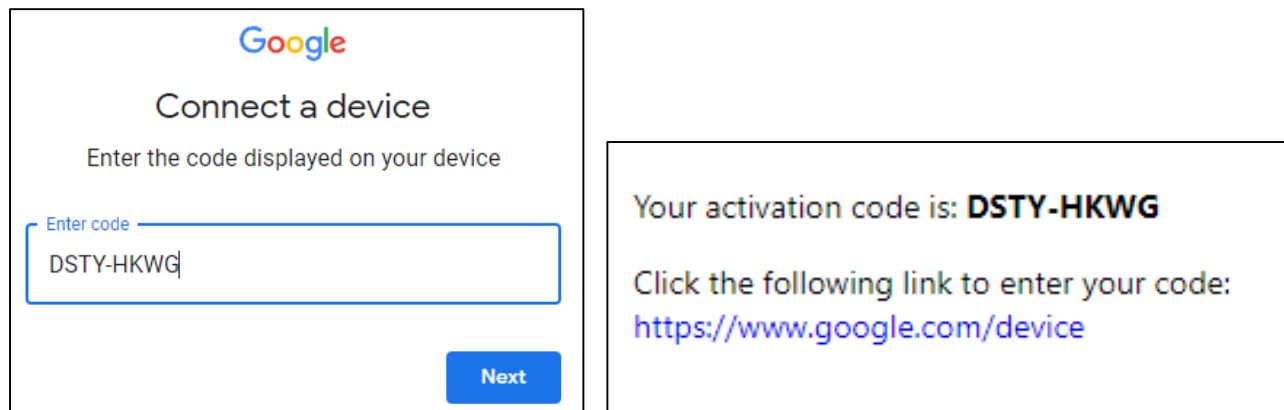 Google
Connect a device
Enter the code displayed on your device
Enter code
DSTY-HKWG
Next
Your activation code is: DSTY-HKWG
Click the following link to enter your code:
https://www.google.com/device